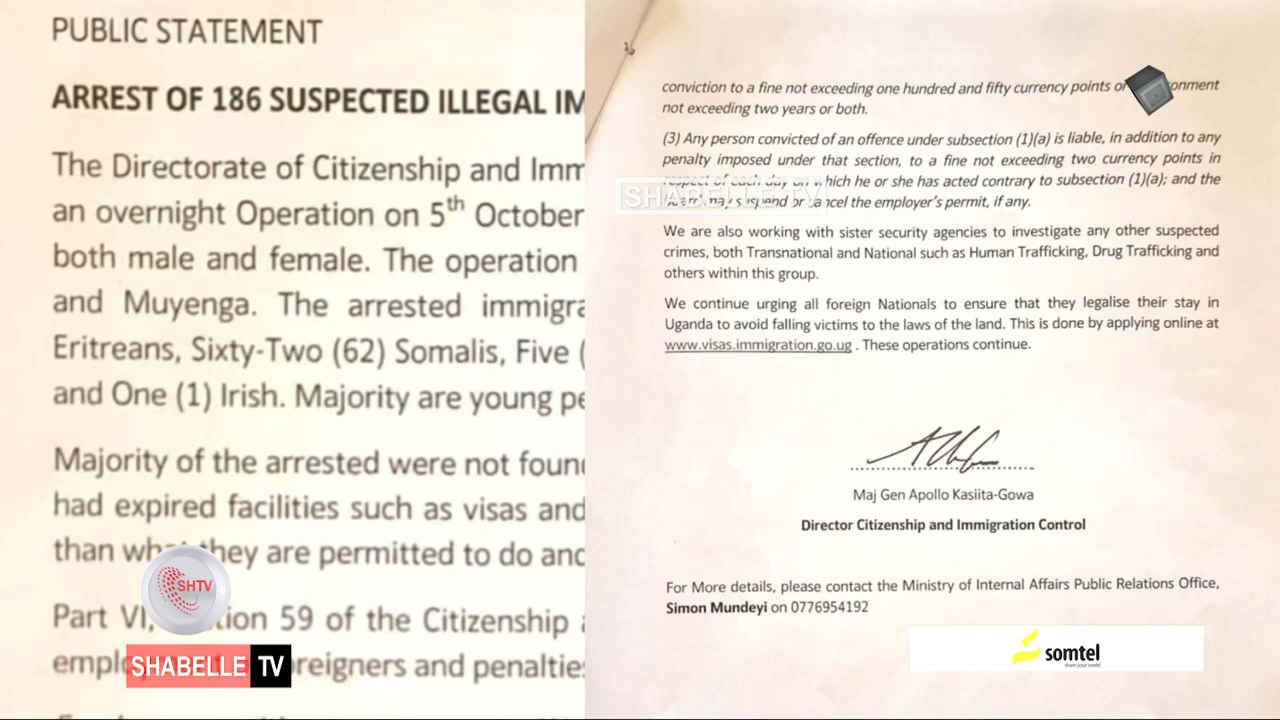 PUBLIC STATEMENT
ARREST OF 186 SUSPECTED ILLEGAL IM
The Directorate of Citizenship and Imm
an overnight Operation on 5th October
both male and female. The operation
and Muyenga. The arrested immigra
Eritreans, Sixty-Two (62) Somalis, Five (
and One (1) Irish. Majority are young pe
Majority of the arrested were not foun
had expired facilities such as visas and
than what they are permitted to do and
Part VI, tion 59 of the Citizenship a
empl reigners and penalties
conviction to a fine not exceeding one hundred and fifty currency points or onment
not exceeding two years or both.
(3) Any person convicted of an offence under subsection (1)(a) is liable, in addition to any
penalty imposed under that section, to a fine not exceeding two currency points in
respect of each day on which he or she has acted contrary to subsection (1)(a); and the
may suspend or cancel the employer's permit, if any.
We are also working with sister security agencies to investigate any other suspected
crimes, both Transnational and National such as Human Trafficking, Drug Trafficking and
others within this group.
We continue urging all foreign Nationals to ensure that they legalise their stay in
Uganda to avoid falling victims to the laws of the land. This is done by applying online at
www.visas.immigration.go.ug . These operations continue.
Maj Gen Apollo Kasiita-Gowa
Director Citizenship and Immigration Control
For More details, please contact the Ministry of Internal Affairs Public Relations Office,
Simon Mundeyi on 0776954192
SHABELLE TV
SHTV
SHABELLE TV
somtel
share your world